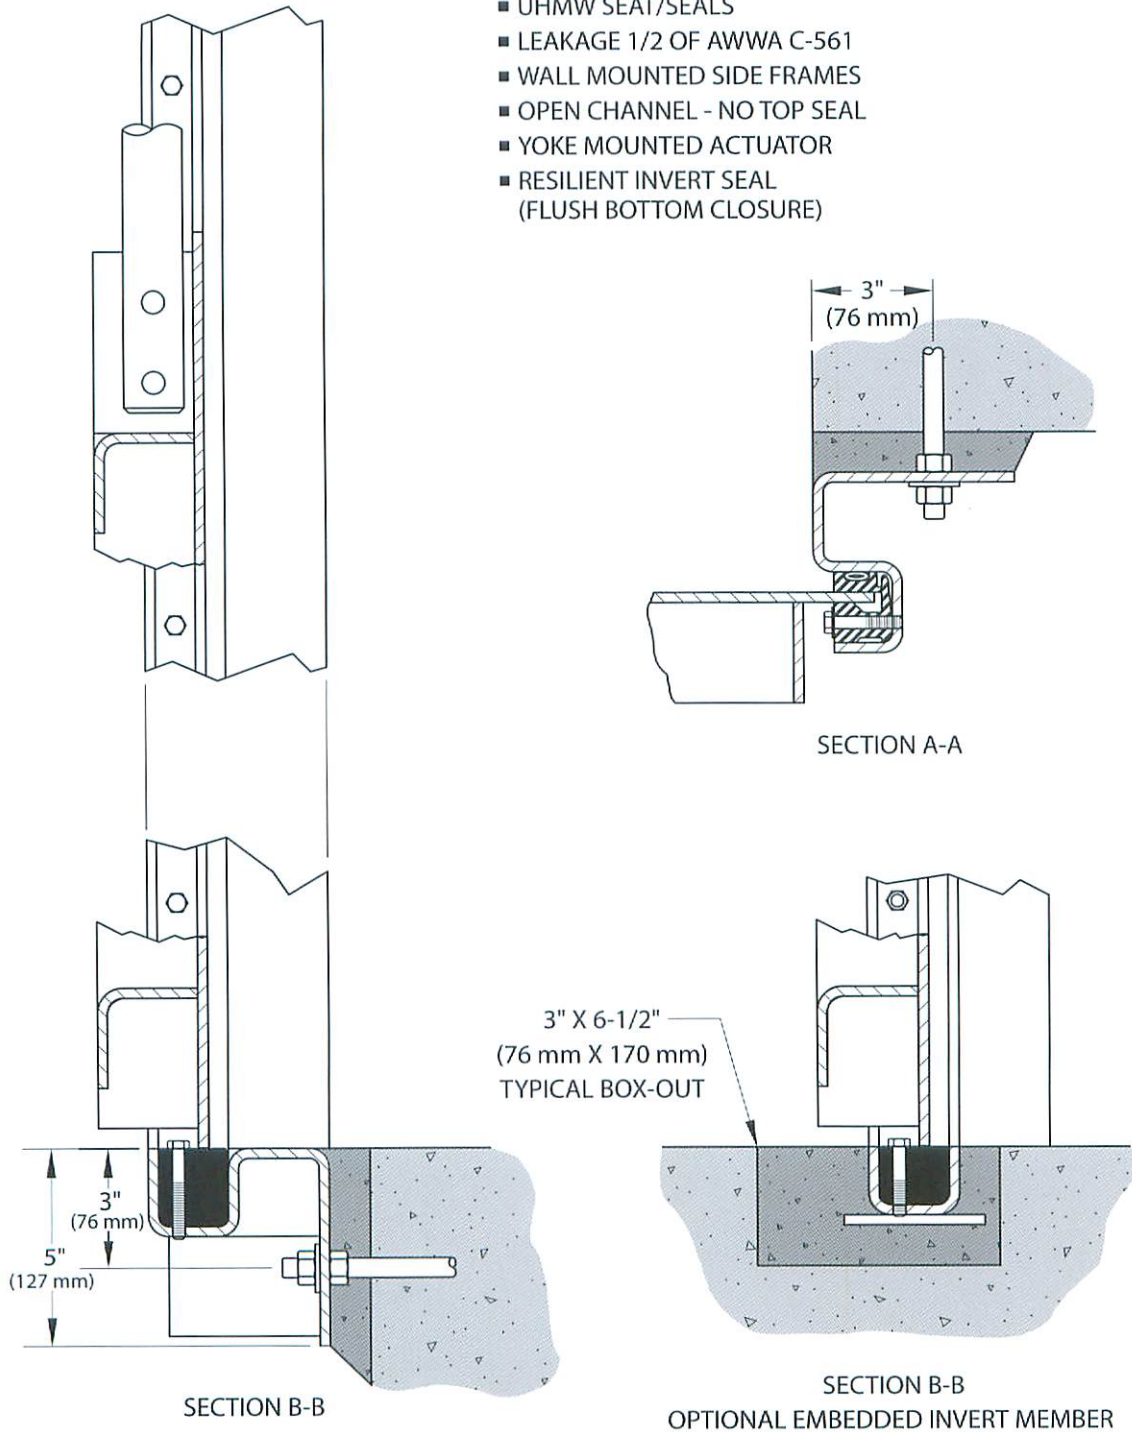 ■ UHMW SEAT/SEALS
■ LEAKAGE 1/2 OF AWWA C-561
■ WALL MOUNTED SIDE FRAMES
■ OPEN CHANNEL - NO TOP SEAL
■ YOKE MOUNTED ACTUATOR
■ RESILIENT INVERT SEAL
(FLUSH BOTTOM CLOSURE)
3"
(76 mm)
SECTION A-A
3" X 6-1/2"
(76 mm X 170 mm)
TYPICAL BOX-OUT
3"
(76 mm)
5"
(127 mm)
SECTION B-B
SECTION B-B
OPTIONAL EMBEDDED INVERT MEMBER